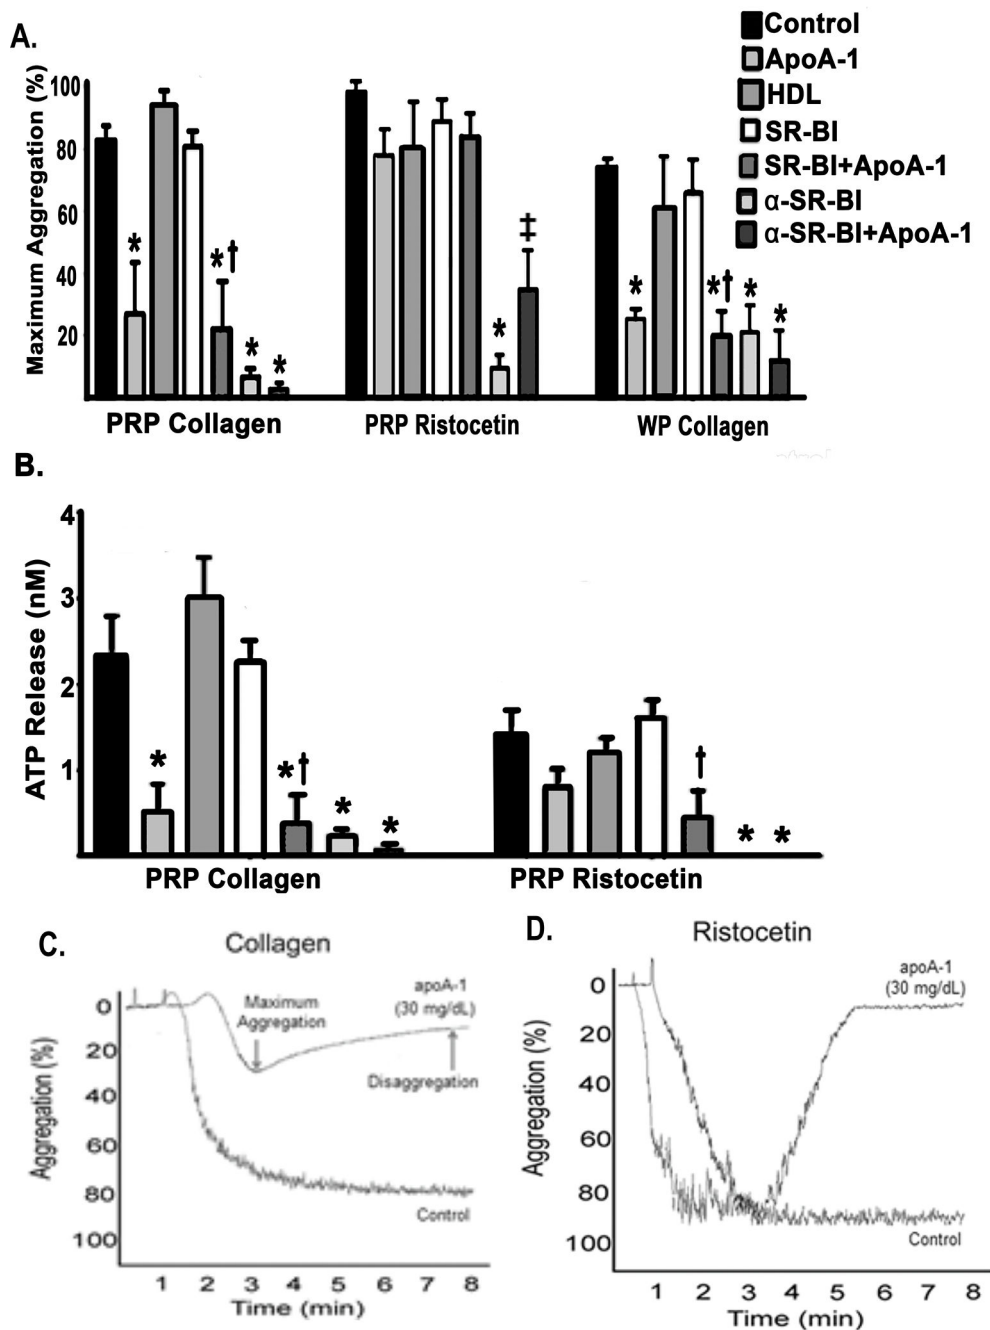 A.
Control
ApoA-1
HDL
SR-BI
SR-BI+ApoA-1
α-SR-BI
α-SR-BI+ApoA-1
Maximum Aggregation (%)
100
80
60
40
20
*
*†
*
*
*
‡
*
*†
*
*
PRP Collagen
PRP Ristocetin
WP Collagen
B.
ATP Release (nM)
4
3
2
1
*
*†
*
*
†
*
*
PRP Collagen
PRP Ristocetin
C.
Collagen
Aggregation (%)
0
20
40
60
80
100
Maximum
Aggregation
apoA-1
(30 mg/dL)
Disaggregation
Control
1 2 3 4 5 6 7 8
Time (min)
D.
Ristocetin
Aggregation (%)
0
20
40
60
80
100
apoA-1
(30 mg/dL)
Control
1 2 3 4 5 6 7 8
Time (min)